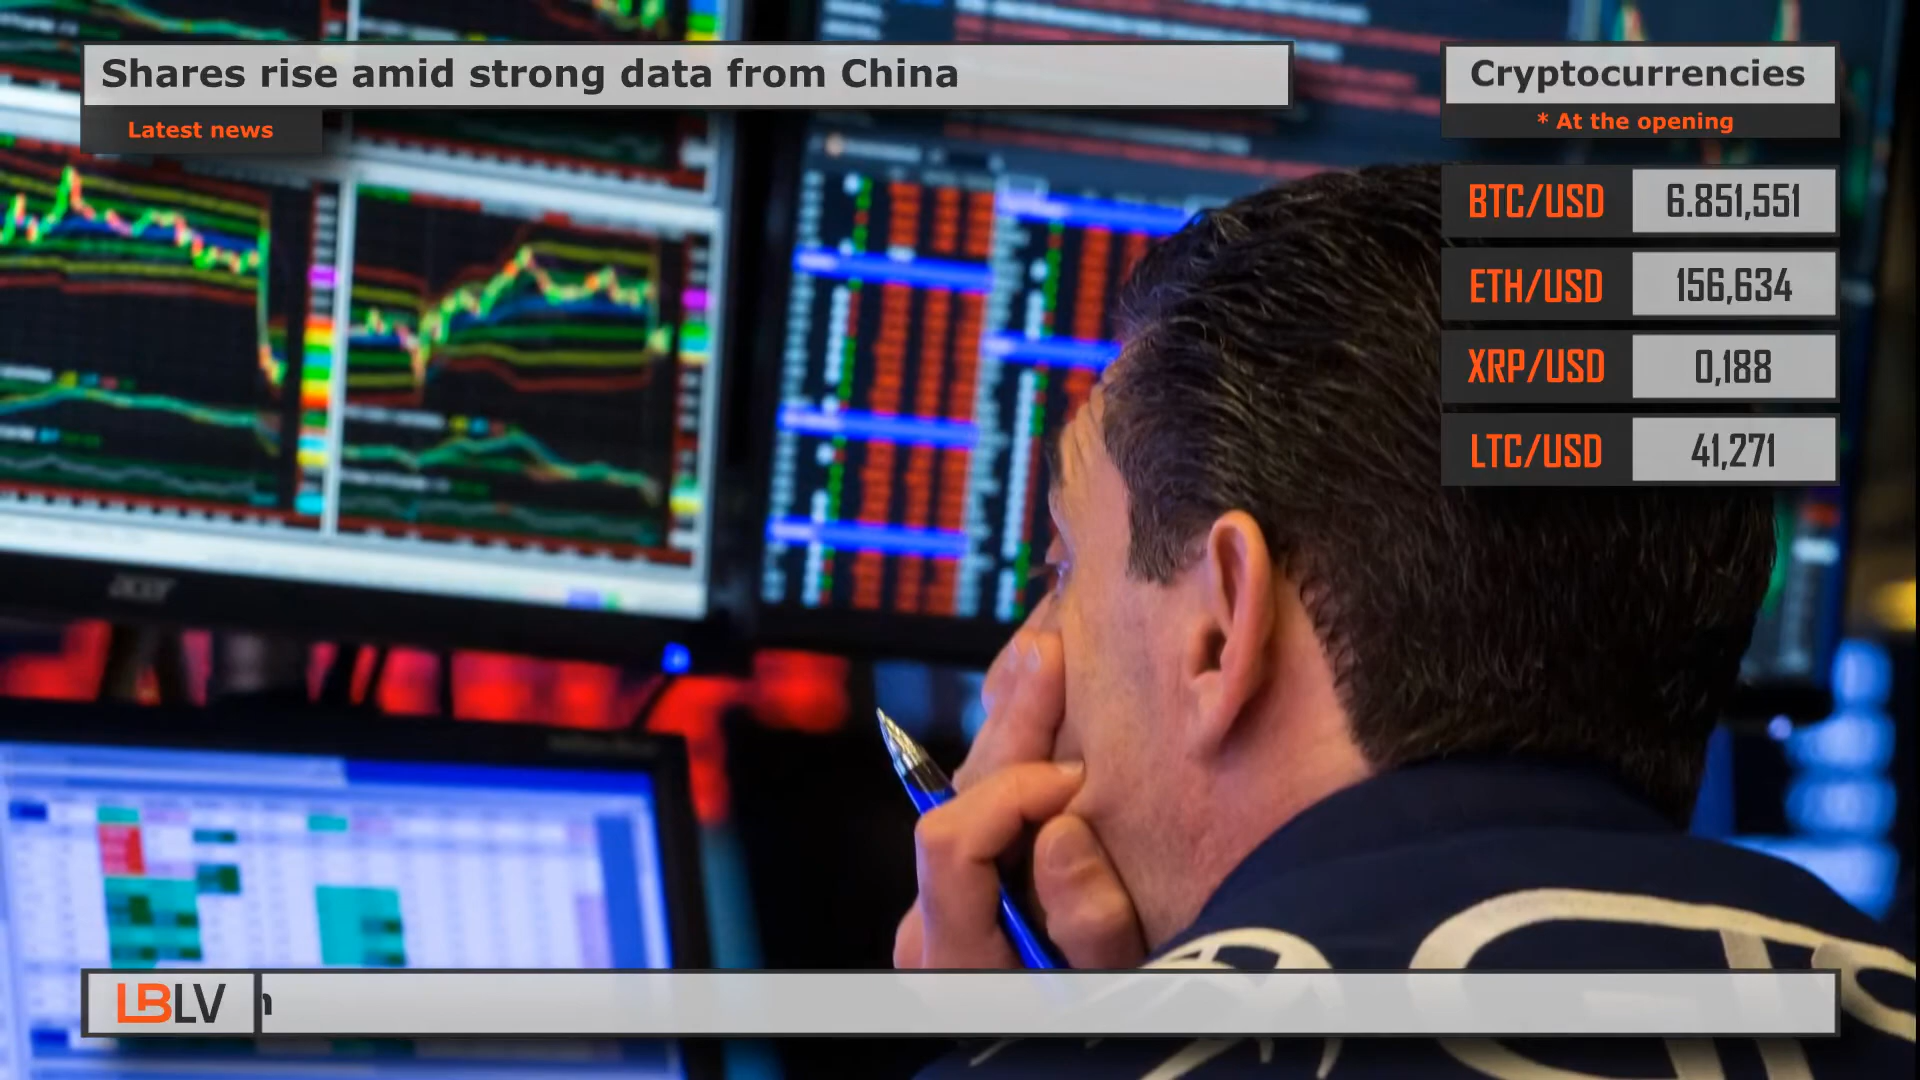 Shares rise amid strong data from China
Latest news
Cryptocurrencies
* At the opening
BTC/USD 6.851,551
ETH/USD 156,634
XRP/USD 0,188
LTC/USD 41,271
acer
LBLV